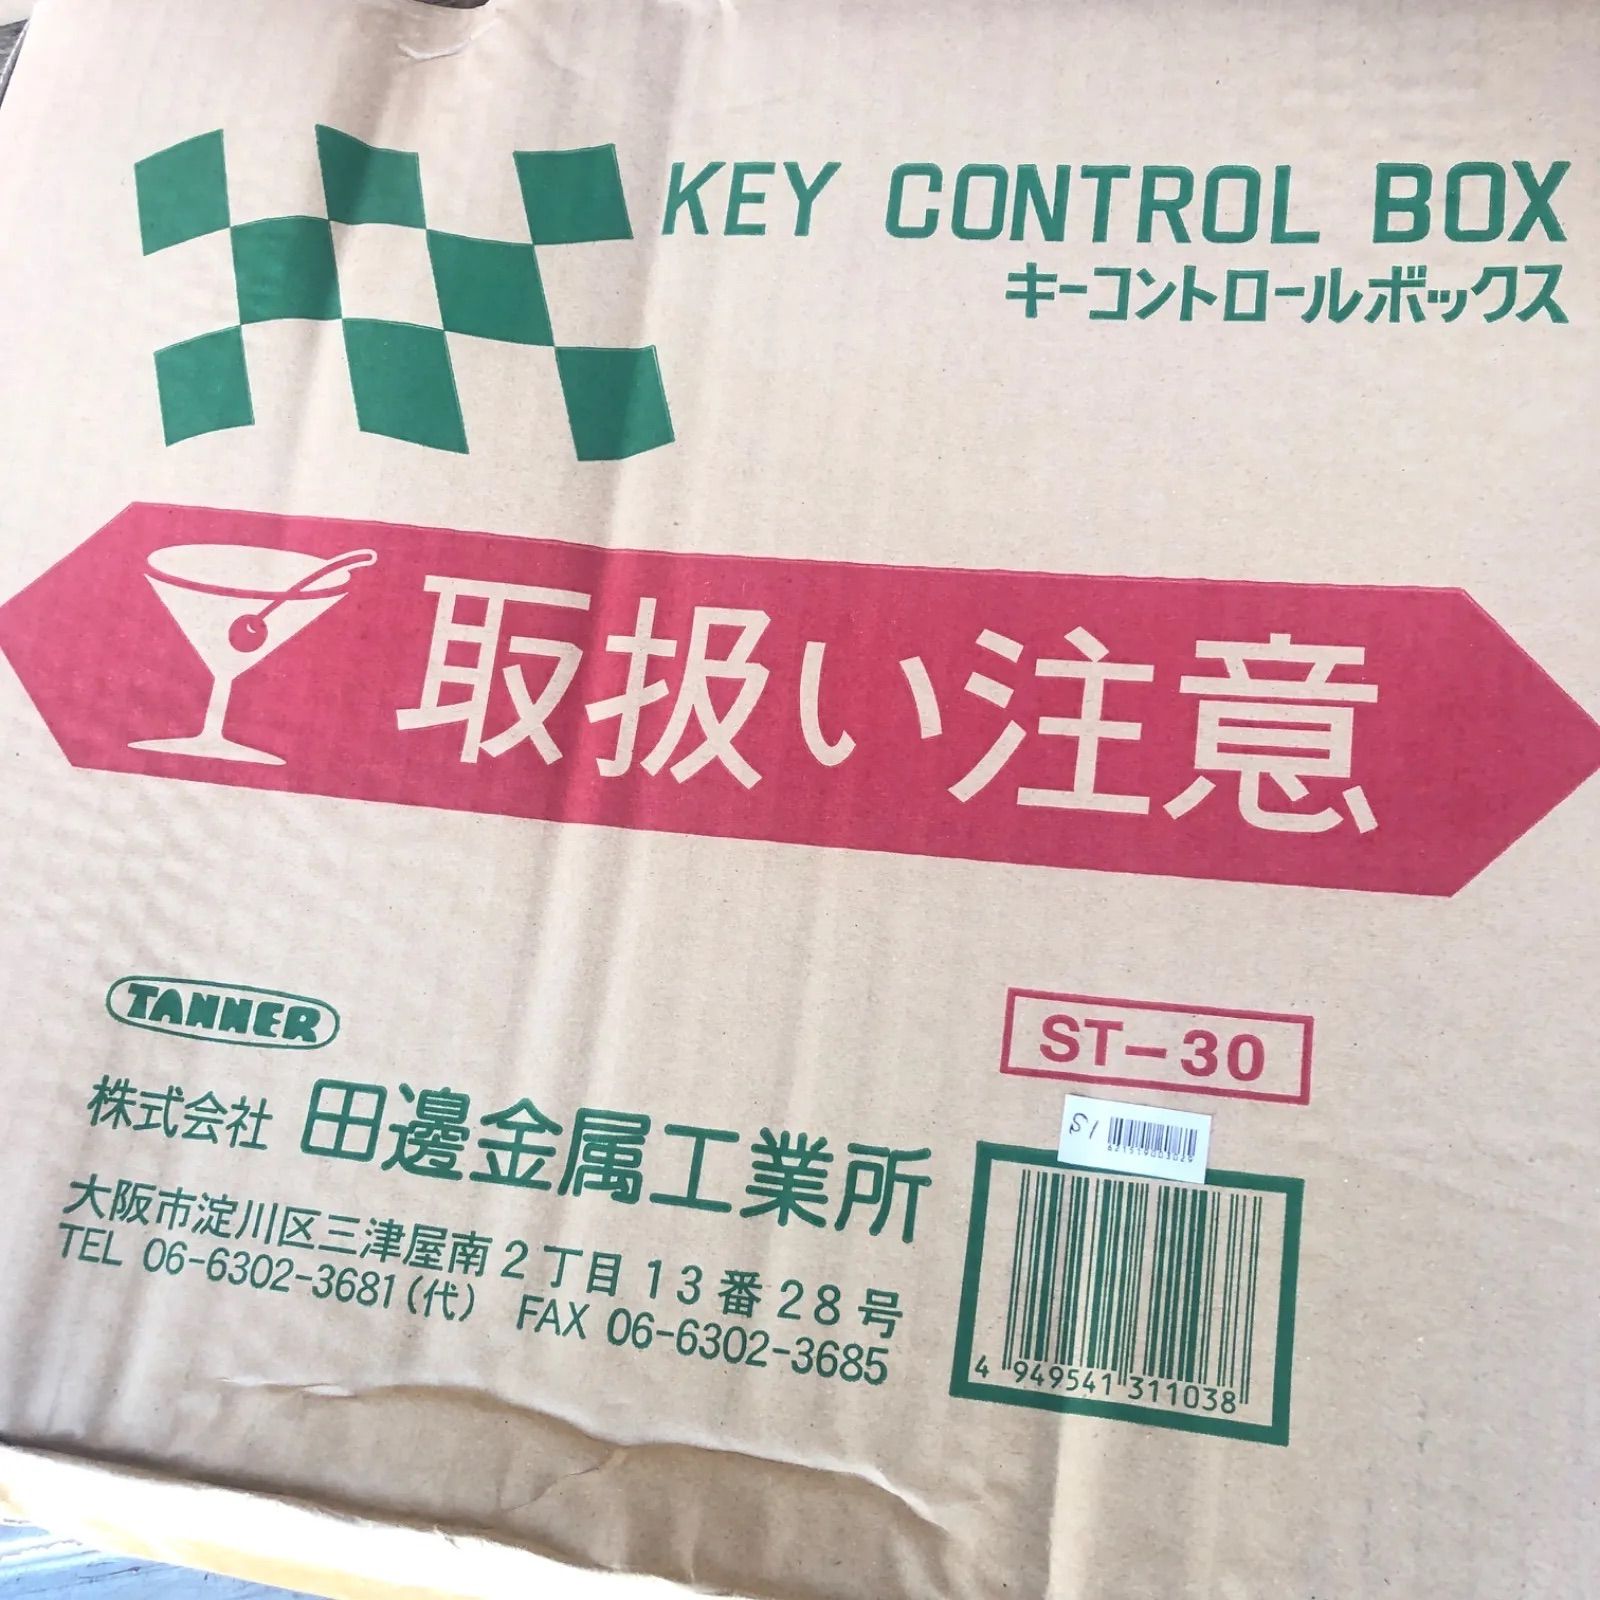 KEY CONTROL BOX
キーコントロールボックス
取扱い注意
TANNER
ST-30
株式会社 田邊金属工業所
大阪市淀川区三津屋南2丁目13番28号
TEL 06-6302-3681(代) FAX 06-6302-3685
S1
4 949541 311038